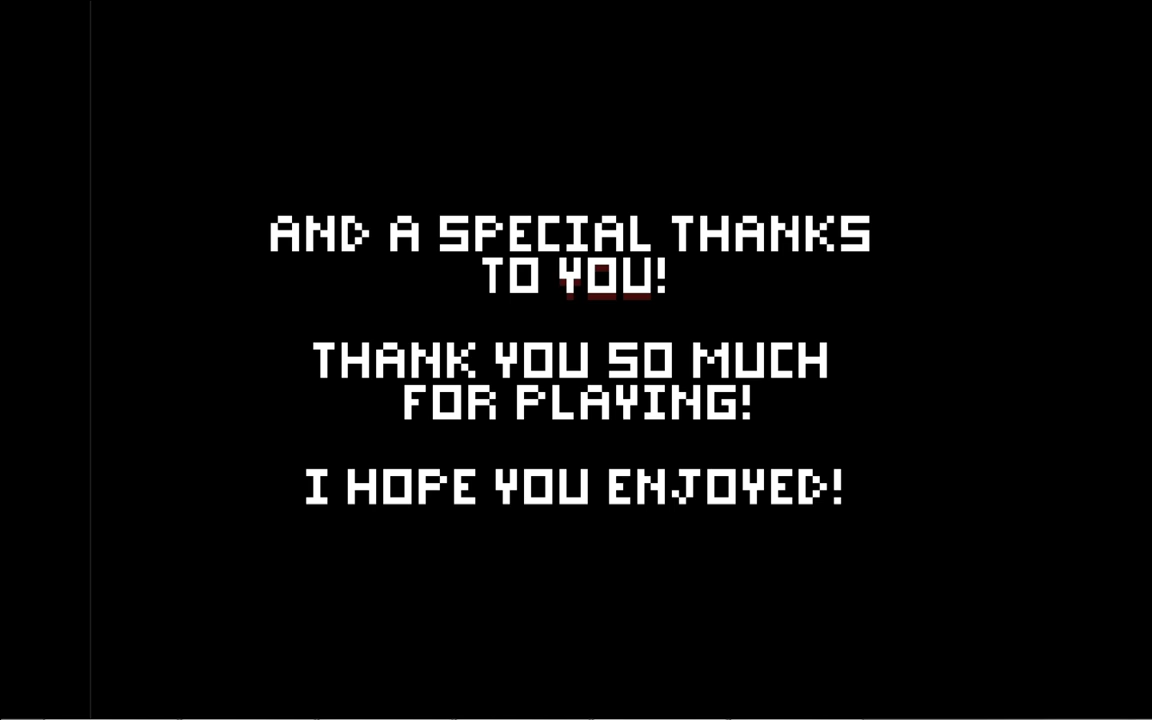 AND A SPECIAL THANKS
TO YOU!
THANK YOU SO MUCH
FOR PLAYING!
I HOPE YOU ENJOYED!